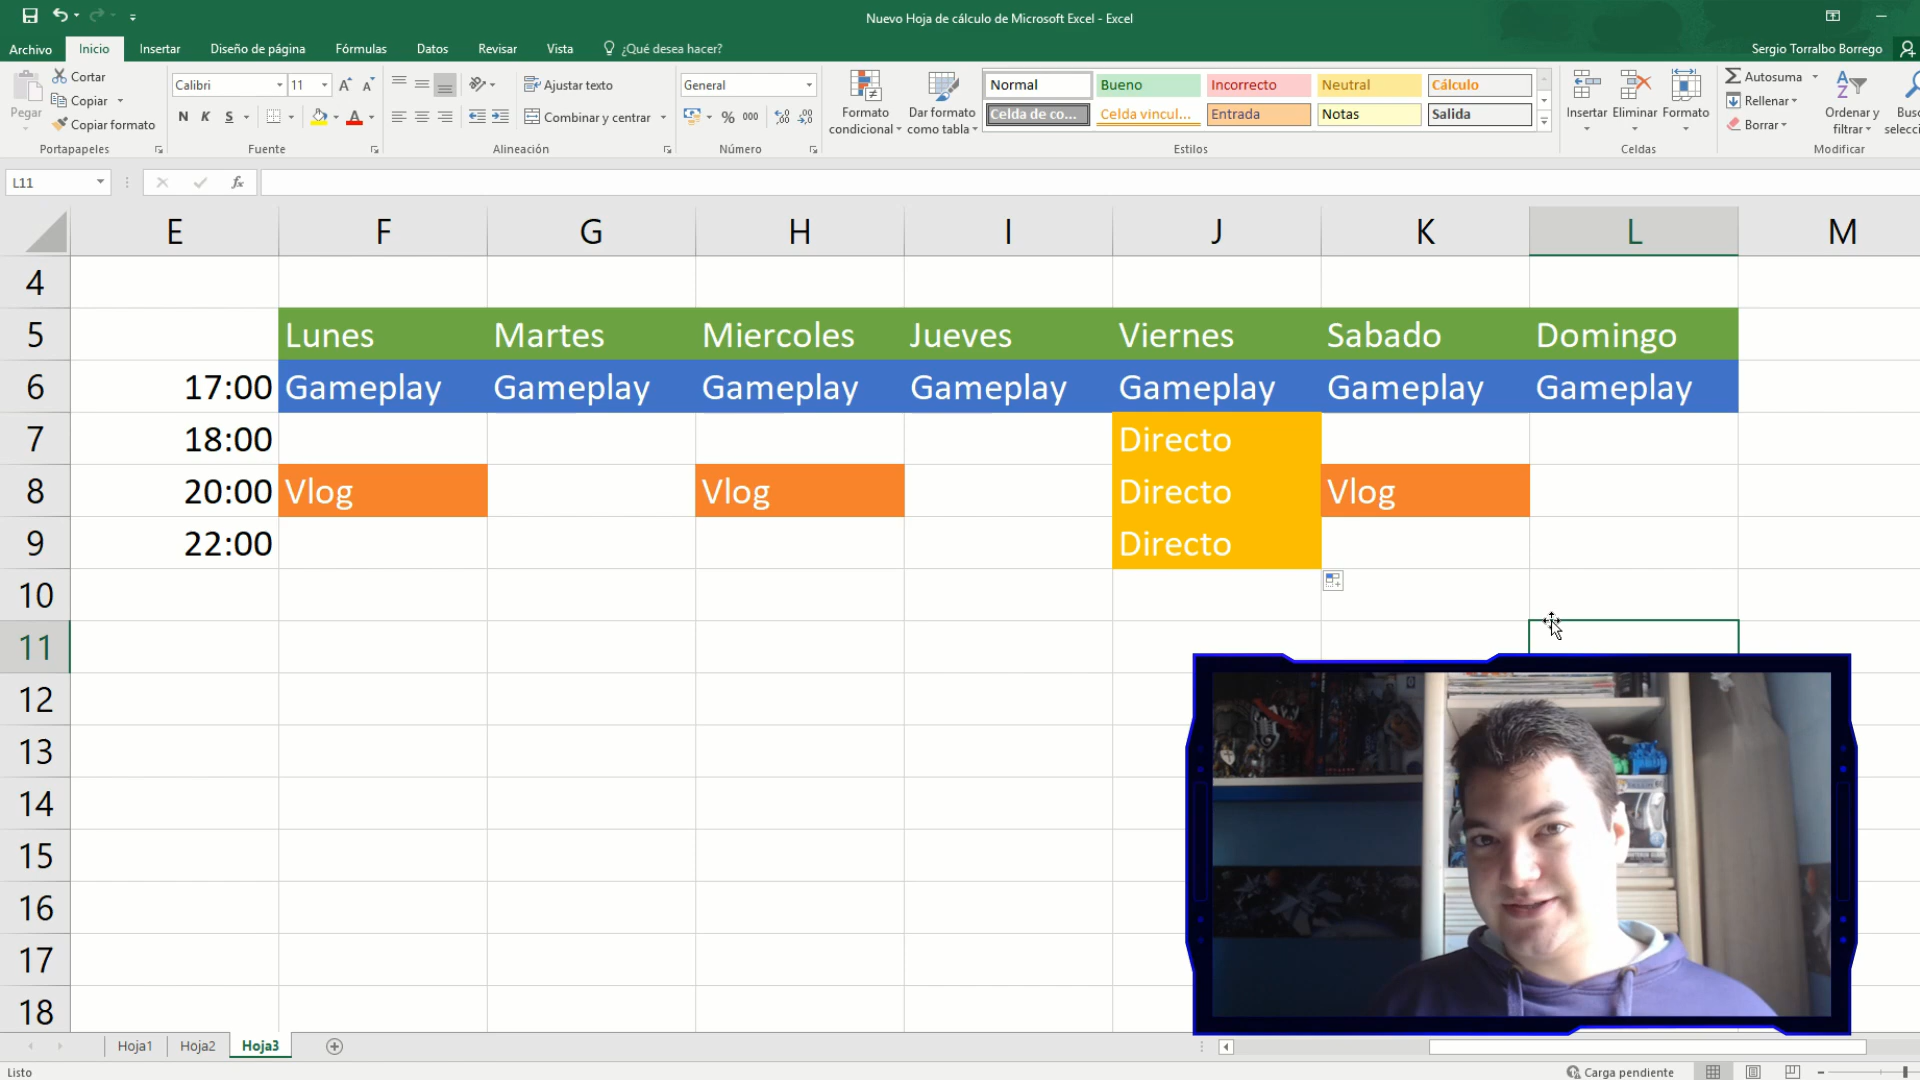 Nuevo Hoja de cálculo de Microsoft Excel - Excel
Archivo Inicio Insertar Diseño de página Fórmulas Datos Revisar Vista ¿Qué desea hacer? Sergio Torralbo Borrego
Pegar
Cortar
Copiar
Copiar formato
Portapapeles
Calibri 11
N K S
Fuente
Ajustar texto
Combinar y centrar
Alineación
General
% 000
Número
Formato condicional
Dar formato como tabla
Normal Bueno Incorrecto Neutral Cálculo
Celda de co... Celda vincul... Entrada Notas Salida
Estilos
Insertar Eliminar Formato
Celdas
Autosuma
Rellenar
Borrar
Ordenar y filtrar
Modificar
L11 fx
E F G H I J K L M
4
5 Lunes Martes Miercoles Jueves Viernes Sabado Domingo
6 17:00 Gameplay Gameplay Gameplay Gameplay Gameplay Gameplay Gameplay
7 18:00 Directo
8 20:00 Vlog Vlog Directo Vlog
9 22:00 Directo
10
11
12
13
14
15
16
17
18
Hoja1 Hoja2 Hoja3
Listo Carga pendiente